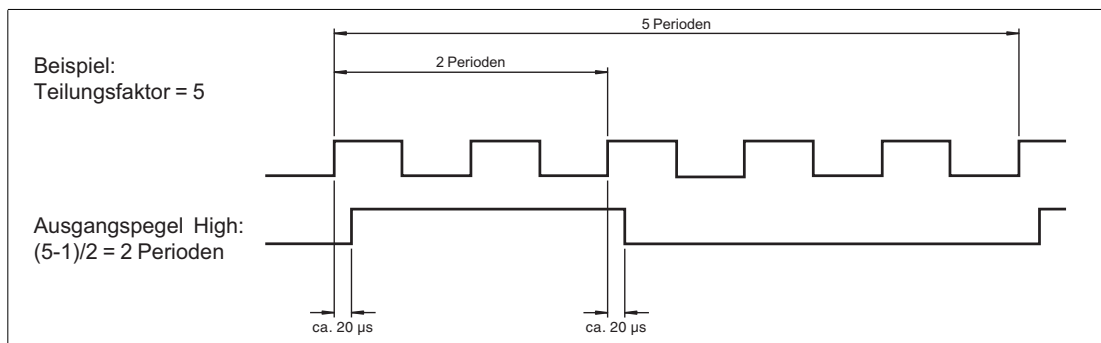 5 Perioden
Beispiel:
Teilungsfaktor = 5
2 Perioden
Ausgangspegel High:
(5-1)/2 = 2 Perioden
ca. 20 µs
ca. 20 µs